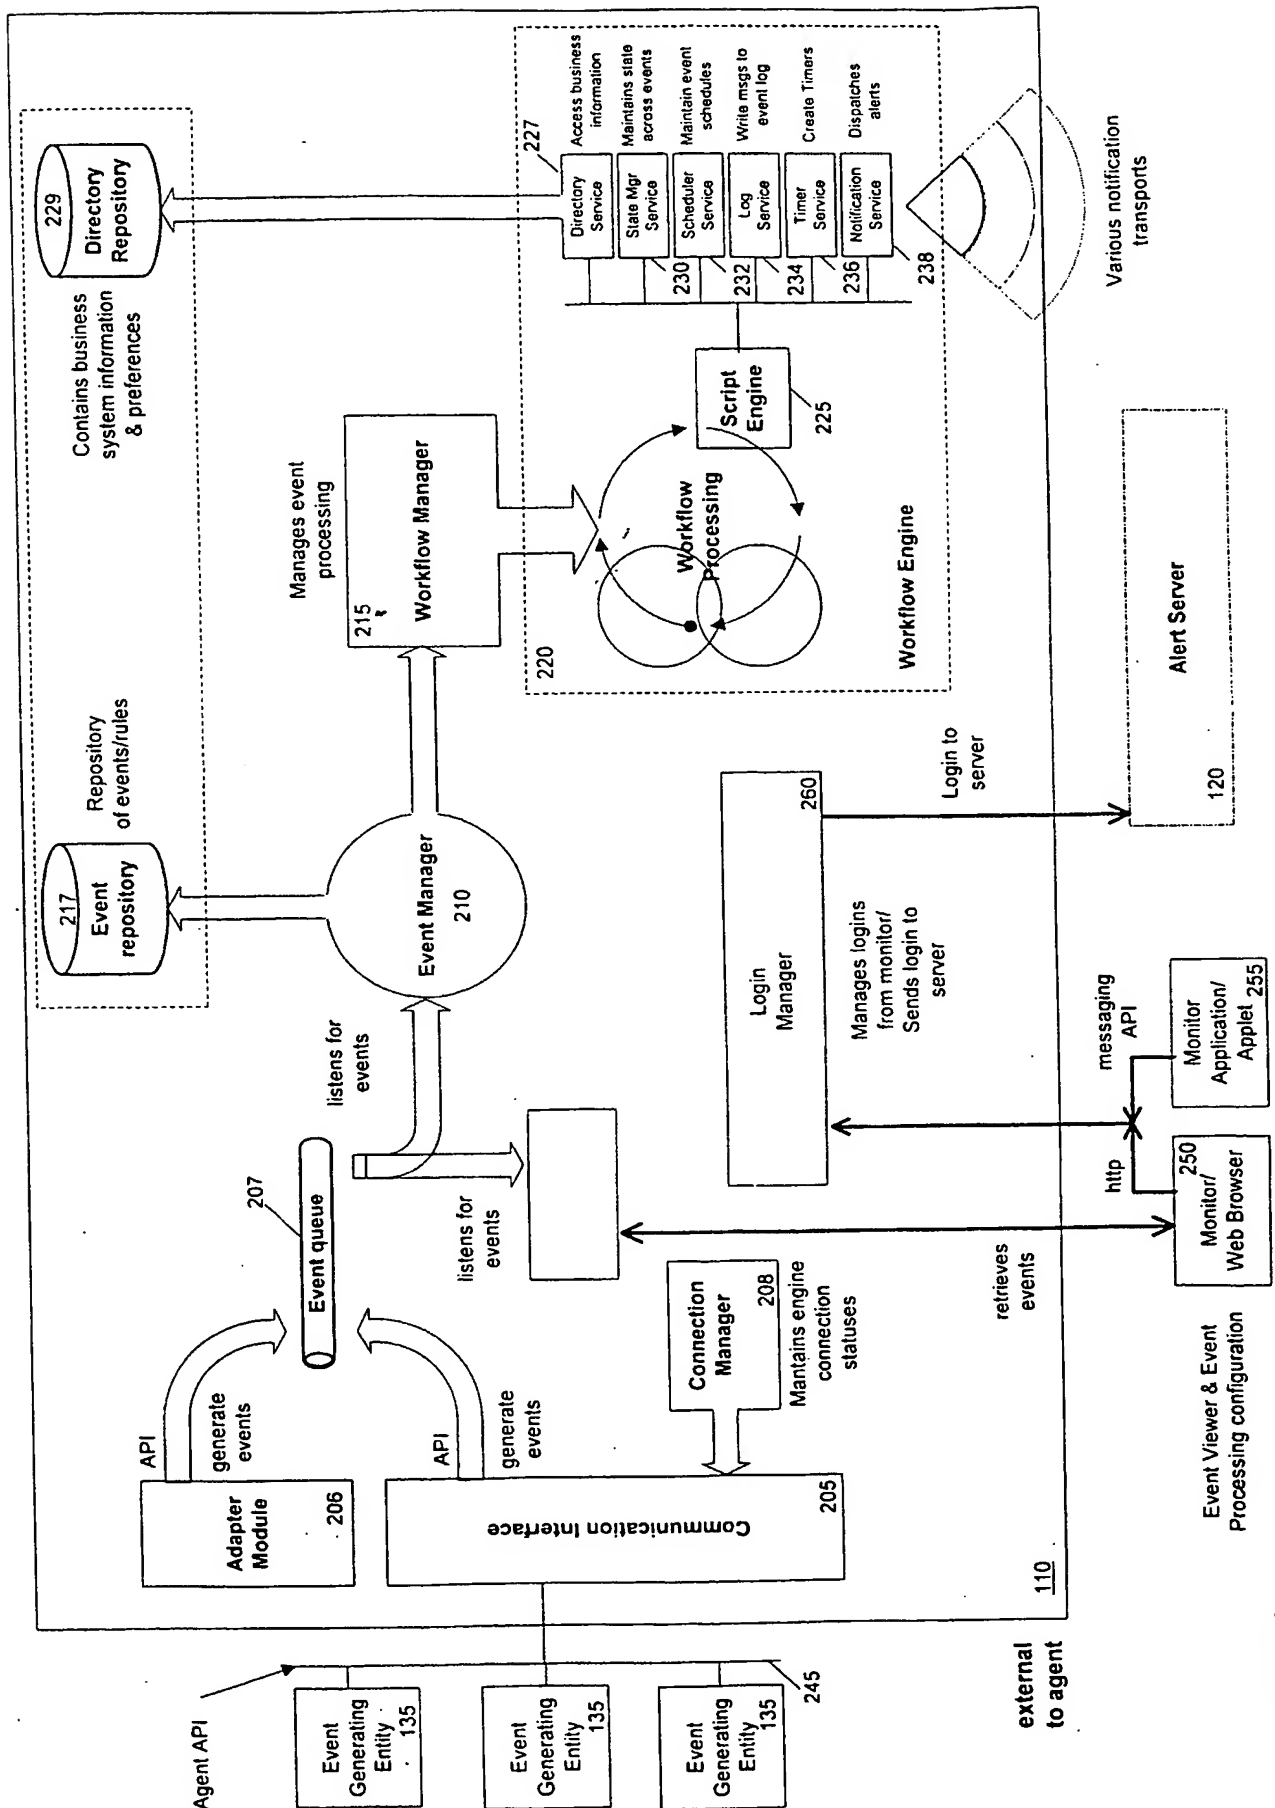 Agent API
Event
Generating
Entity
135
Event
Generating
Entity
135
Event
Generating
Entity
135
245
external
to agent
110
Adapter
Module
206
API
generate
events
Communication Interface
205
API
generate
events
207
Event queue
listens for
events
listens for
events
Connection
Manager
208
Mantains engine
connection
statuses
217
Event
repository
Repository
of events/rules
229
Directory
Repository
Contains business
system information
& preferences
Event Manager
210
Manages event
processing
215
Workflow Manager
220
Workflow
Processing
Workflow Engine
Script
Engine
225
227
Directory
Service
Access business
information
State Mgr
Service
230
Maintains state
across events
Scheduler
Service
232
Maintain event
schedules
Log
Service
234
Write msgs to
event log
Timer
Service
236
Create Timers
Notification
Service
238
Dispatches
alerts
Various notification
transports
Login
Manager
260
Manages logins
from monitor/
Sends login to
server
Login to
server
120
Alert Server
retrieves
events
http
messaging
API
250
Monitor/
Web Browser
Monitor
Application/
Applet
255
Event Viewer & Event
Processing configuration